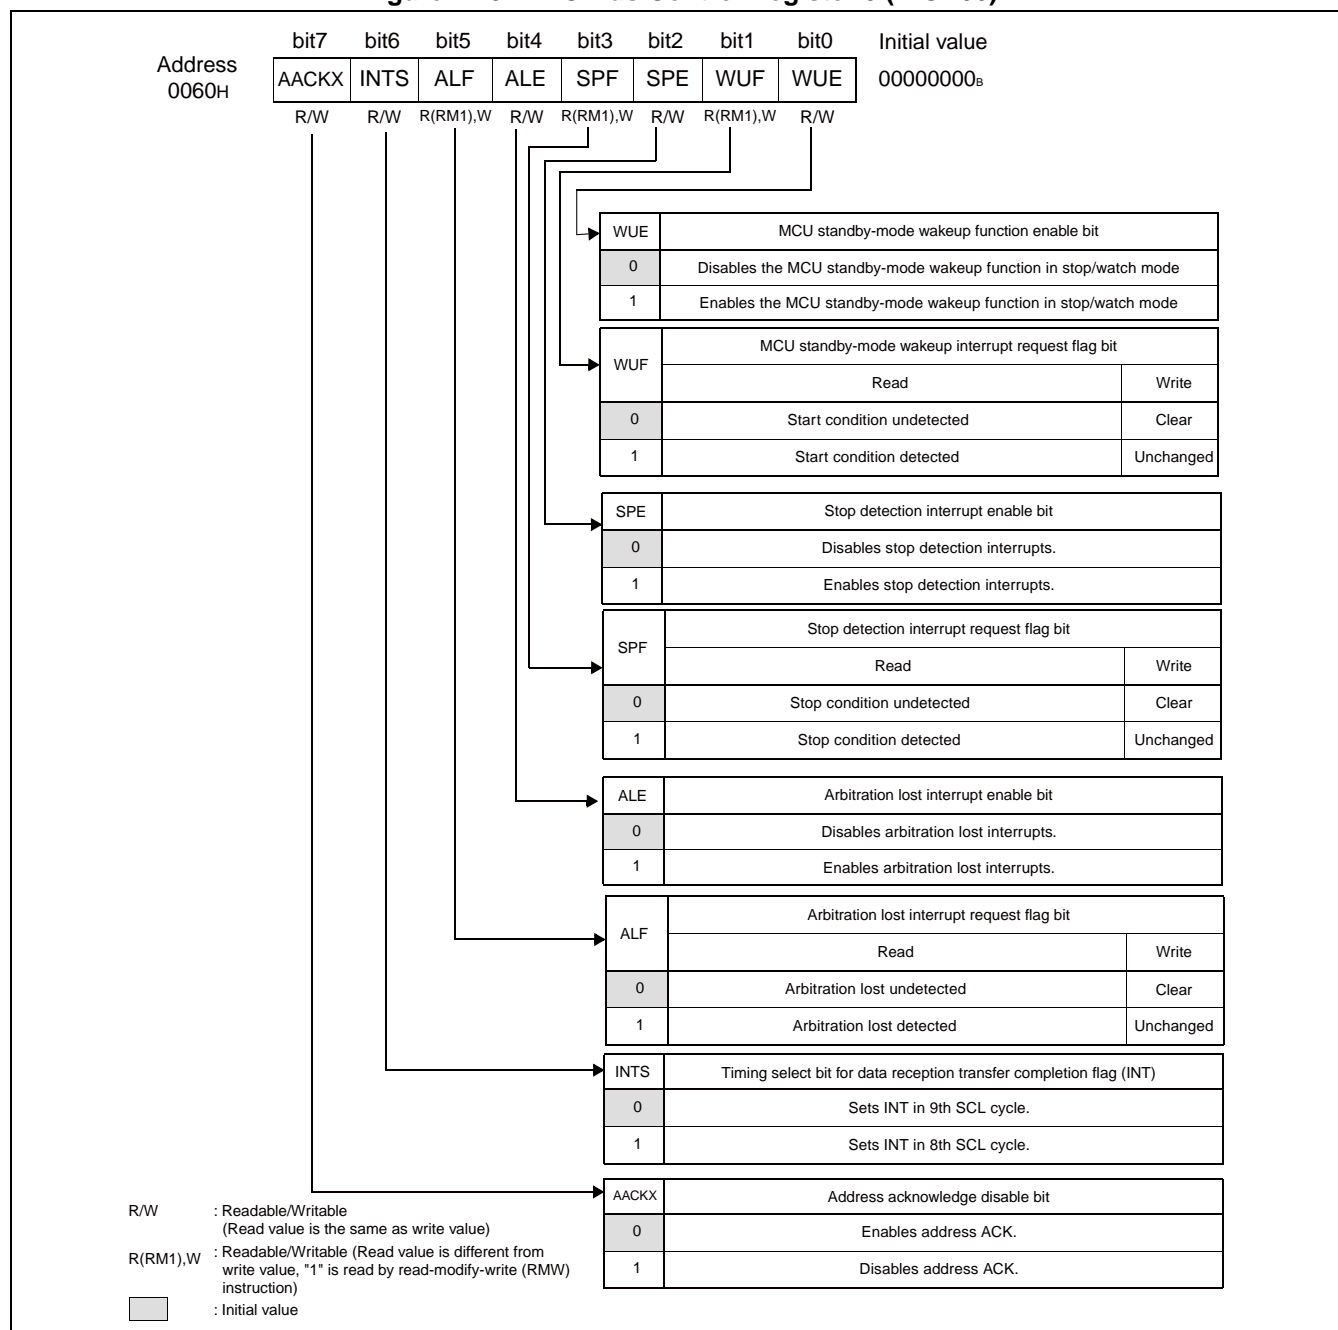 bit7 bit6 bit5 bit4 bit3 bit2 bit1 bit0 Initial value
Address
0060H
AACKX INTS ALF ALE SPF SPE WUF WUE 00000000B
R/W R/W R(RM1),W R/W R(RM1),W R/W R(RM1),W R/W
WUE MCU standby-mode wakeup function enable bit
0 Disables the MCU standby-mode wakeup function in stop/watch mode
1 Enables the MCU standby-mode wakeup function in stop/watch mode
WUF MCU standby-mode wakeup interrupt request flag bit
Read Write
0 Start condition undetected Clear
1 Start condition detected Unchanged
SPE Stop detection interrupt enable bit
0 Disables stop detection interrupts.
1 Enables stop detection interrupts.
SPF Stop detection interrupt request flag bit
Read Write
0 Stop condition undetected Clear
1 Stop condition detected Unchanged
ALE Arbitration lost interrupt enable bit
0 Disables arbitration lost interrupts.
1 Enables arbitration lost interrupts.
ALF Arbitration lost interrupt request flag bit
Read Write
0 Arbitration lost undetected Clear
1 Arbitration lost detected Unchanged
INTS Timing select bit for data reception transfer completion flag (INT)
0 Sets INT in 9th SCL cycle.
1 Sets INT in 8th SCL cycle.
AACKX Address acknowledge disable bit
0 Enables address ACK.
1 Disables address ACK.
R/W : Readable/Writable
(Read value is the same as write value)
R(RM1),W : Readable/Writable (Read value is different from
write value, "1" is read by read-modify-write (RMW)
instruction)
: Initial value